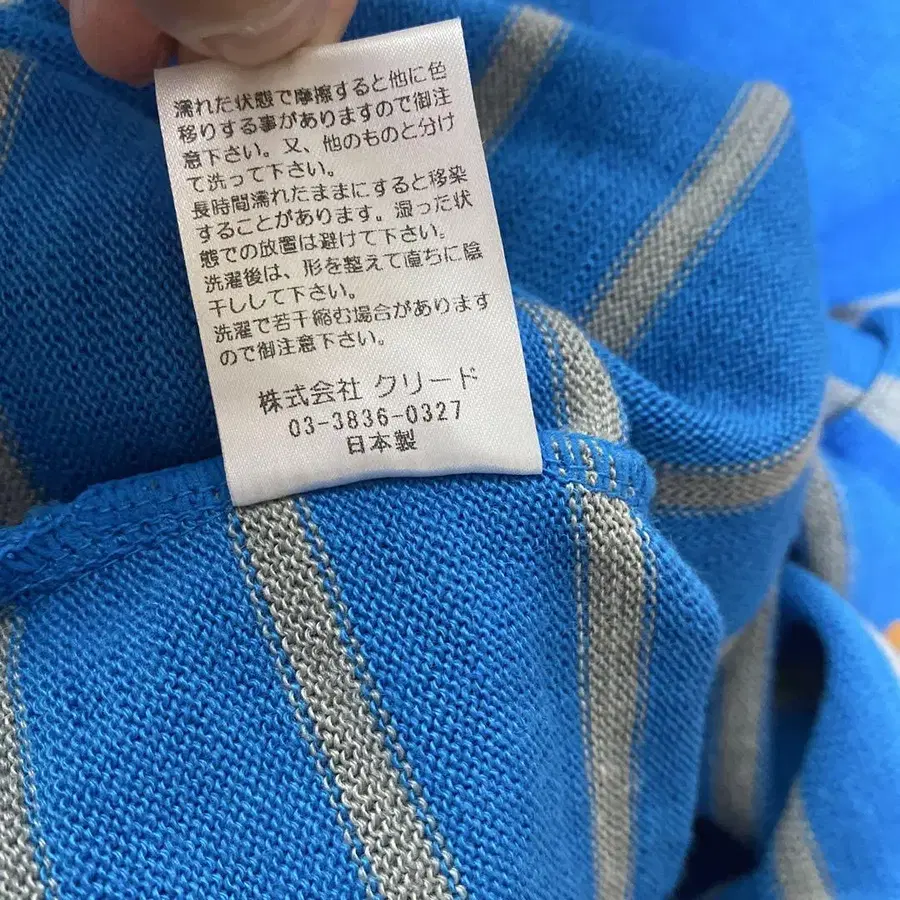 濡れた状態で摩擦すると他に色
移りする事がありますので御注
意下さい。又、他のものと分け
て洗って下さい。
長時間濡れたままにすると移染
することがあります。湿った状
態での放置は避けて下さい。
洗濯後は、形を整えて直ちに陰
干しして下さい。
洗濯で若干縮む場合があります
ので御注意下さい。
株式会社 クリード
03-3836-0327
日本製